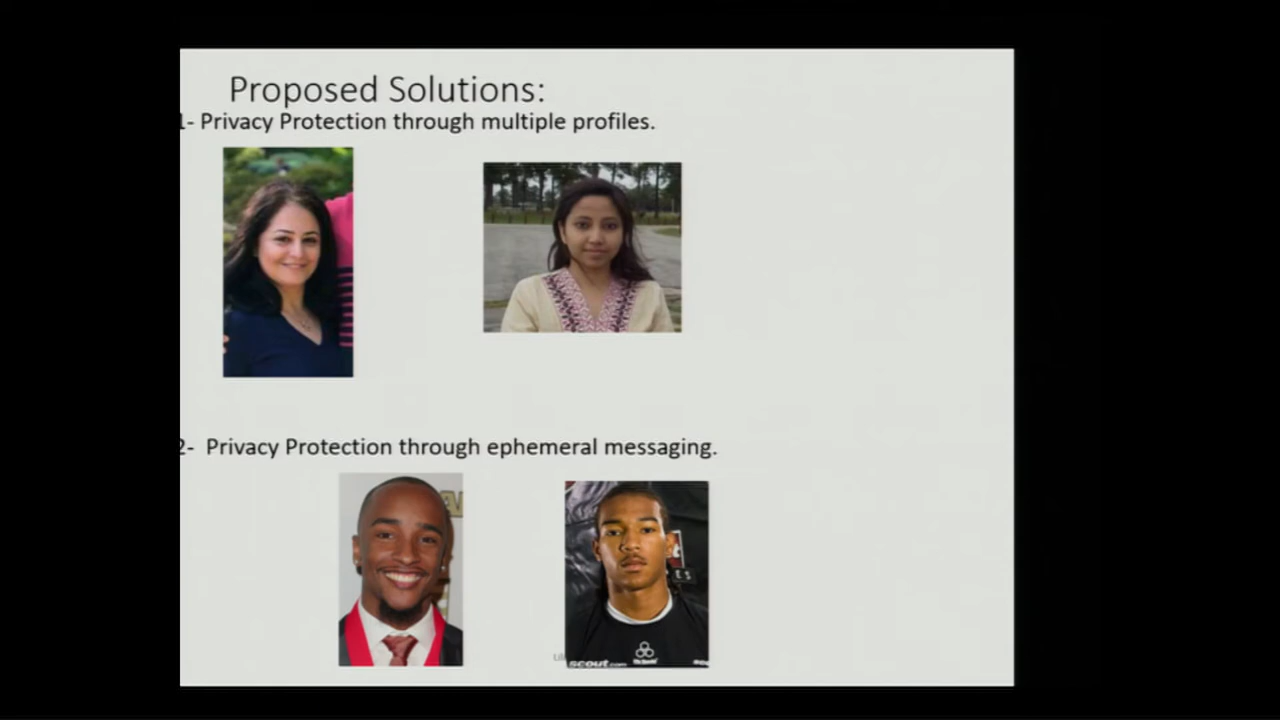 Proposed Solutions:
1- Privacy Protection through multiple profiles.
2- Privacy Protection through ephemeral messaging.
scout.com